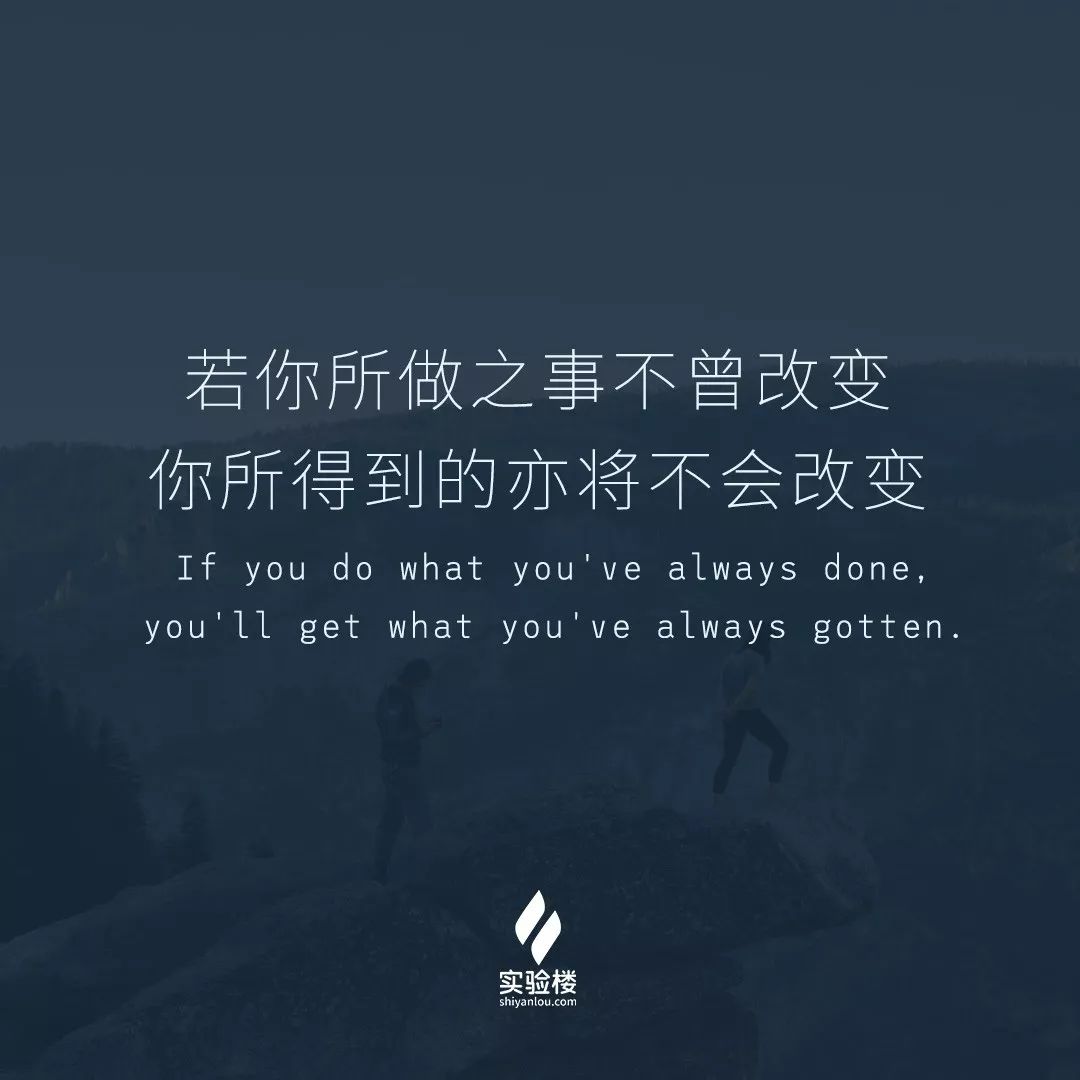 若你所做之事不曾改变
你所得到的亦将不会改变
If you do what you've always done,
you'll get what you've always gotten.
实验楼
shiyanlou.com